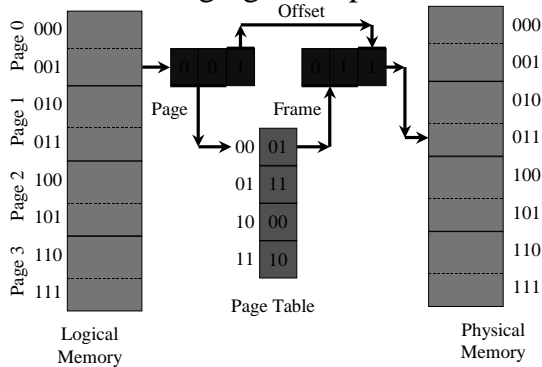 Offset
Page 0
000
001
Page 1
010
011
Page 2
100
101
Page 3
110
111
Logical
Memory
0 0 1
Page
0 1 1
Frame
00 01
01 11
10 00
11 10
Page Table
000
001
010
011
100
101
110
111
Physical
Memory